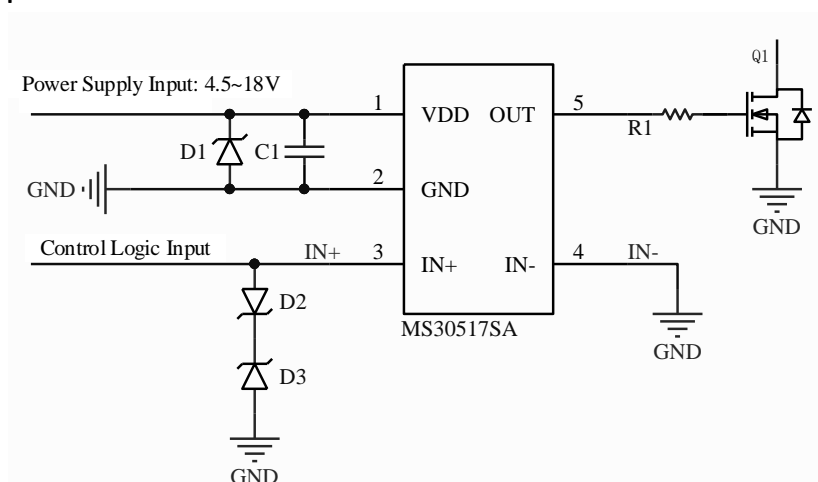 Q1
Power Supply Input: 4.5~18V
1 VDD OUT 5
R1
D1 C1
GND 2 GND
GND
Control Logic Input IN+ 3 IN+ IN- 4 IN-
D2
MS30517SA
GND
D3
GND